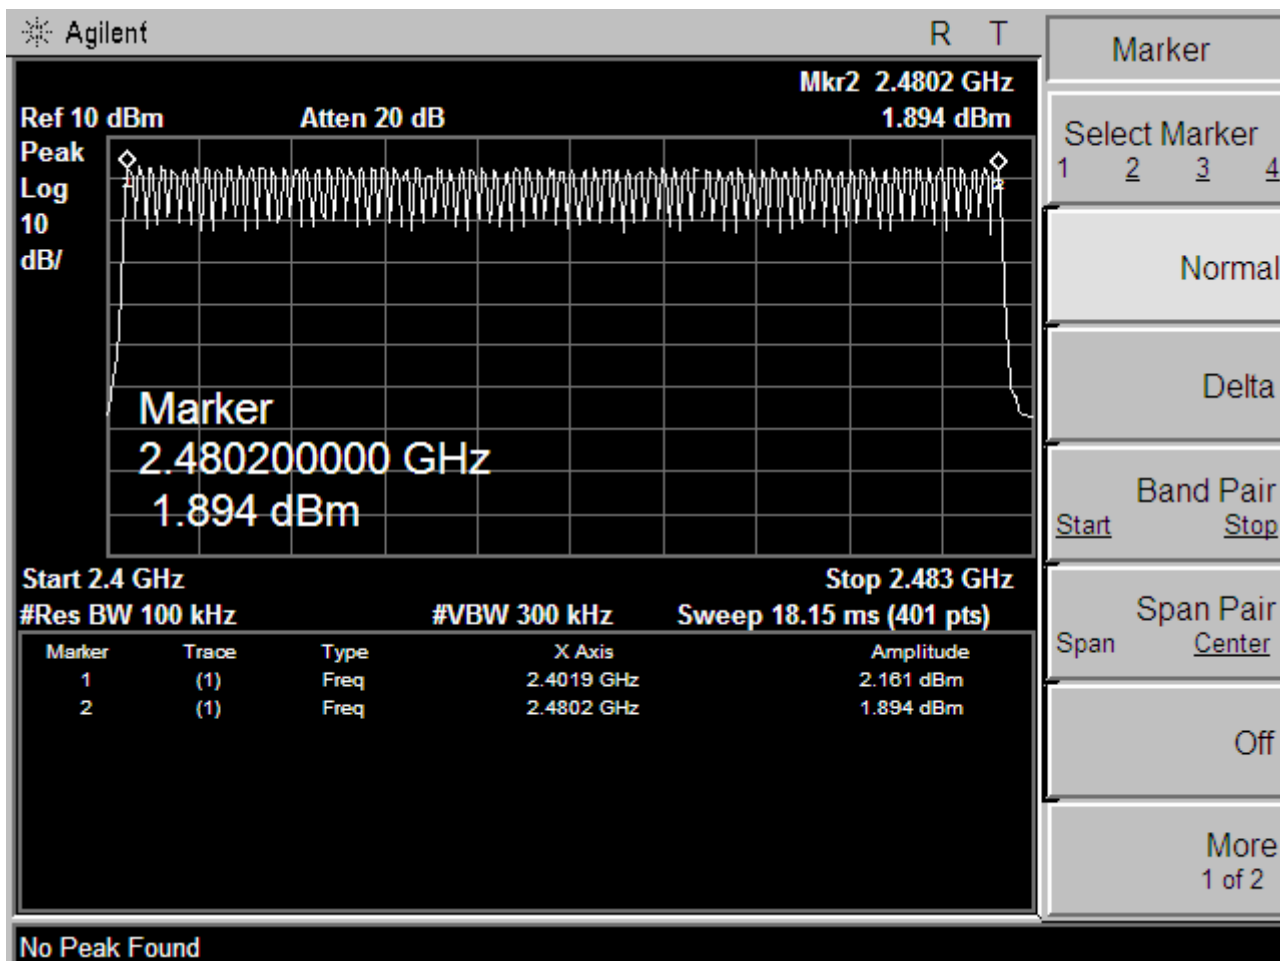 Agilent R T
Mkr2 2.4802 GHz
Ref 10 dBm Atten 20 dB 1.894 dBm
Peak
Log
10
dB/
1 2
Marker
2.480200000 GHz
1.894 dBm
Start 2.4 GHz Stop 2.483 GHz
#Res BW 100 kHz #VBW 300 kHz Sweep 18.15 ms (401 pts)
Marker Trace Type X Axis Amplitude
1 (1) Freq 2.4019 GHz 2.161 dBm
2 (1) Freq 2.4802 GHz 1.894 dBm
No Peak Found
Marker
Select Marker
1 2 3 4
Normal
Delta
Band Pair
Start Stop
Span Pair
Span Center
Off
More
1 of 2